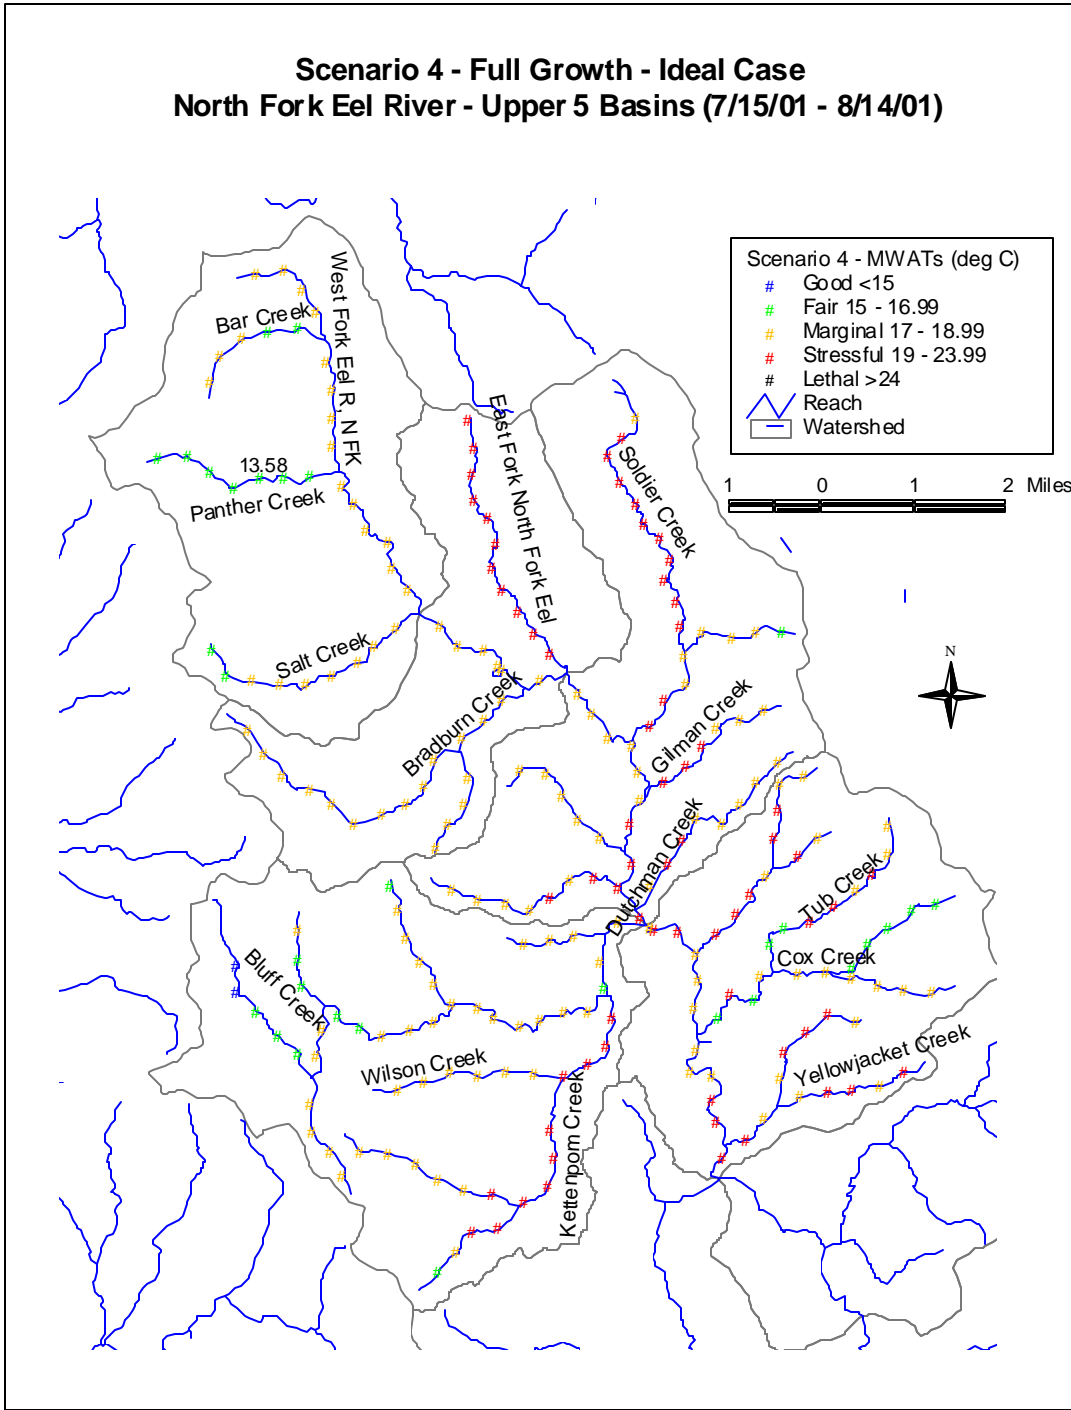 Scenario 4 - Full Growth - Ideal Case
North Fork Eel River - Upper 5 Basins (7/15/01 - 8/14/01)
Scenario 4 - MWATs (deg C)
# Good <15
# Fair 15 - 16.99
# Marginal 17 - 18.99
# Stressful 19 - 23.99
# Lethal >24
Reach
Watershed
1 0 1 2 Miles
N
West Fork Eel R, N FK
Bar Creek
East Fork North Fork Eel
Soldier Creek
13.58
Panther Creek
Salt Creek
Bradburn Creek
Gilman Creek
Dutchman Creek
Tub Creek
Cox Creek
Bluff Creek
Wilson Creek
Yellowjacket Creek
Kettenpom Creek